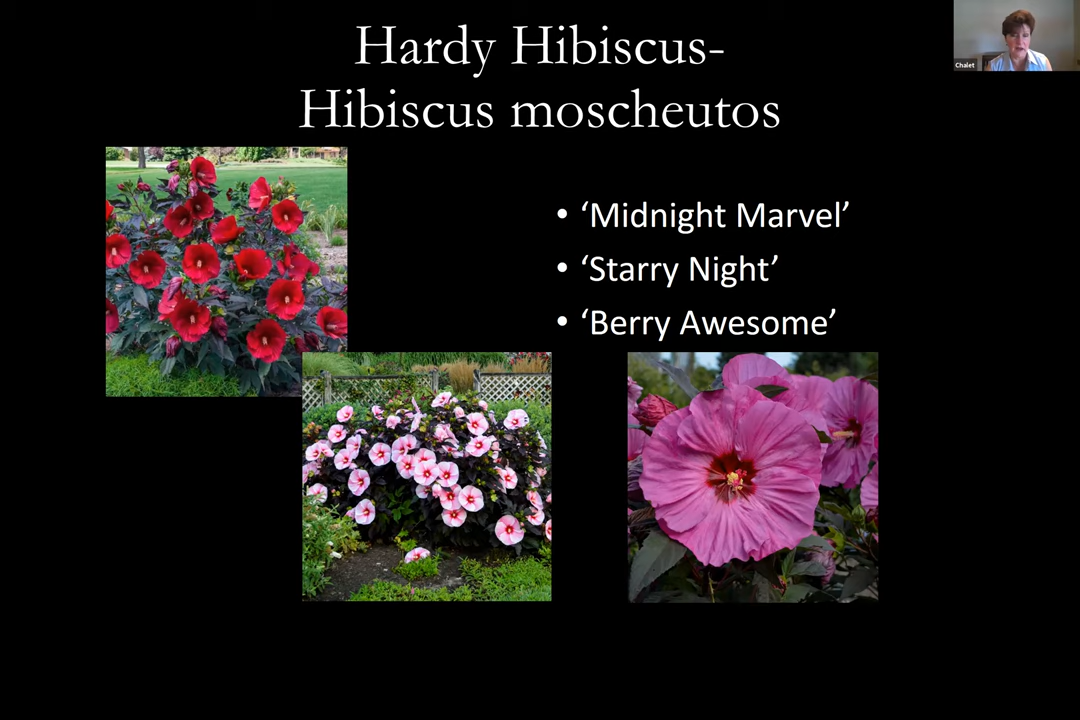 Hardy Hibiscus-
Hibiscus moscheutos
Chalet
• ‘Midnight Marvel’
• ‘Starry Night’
• ‘Berry Awesome’